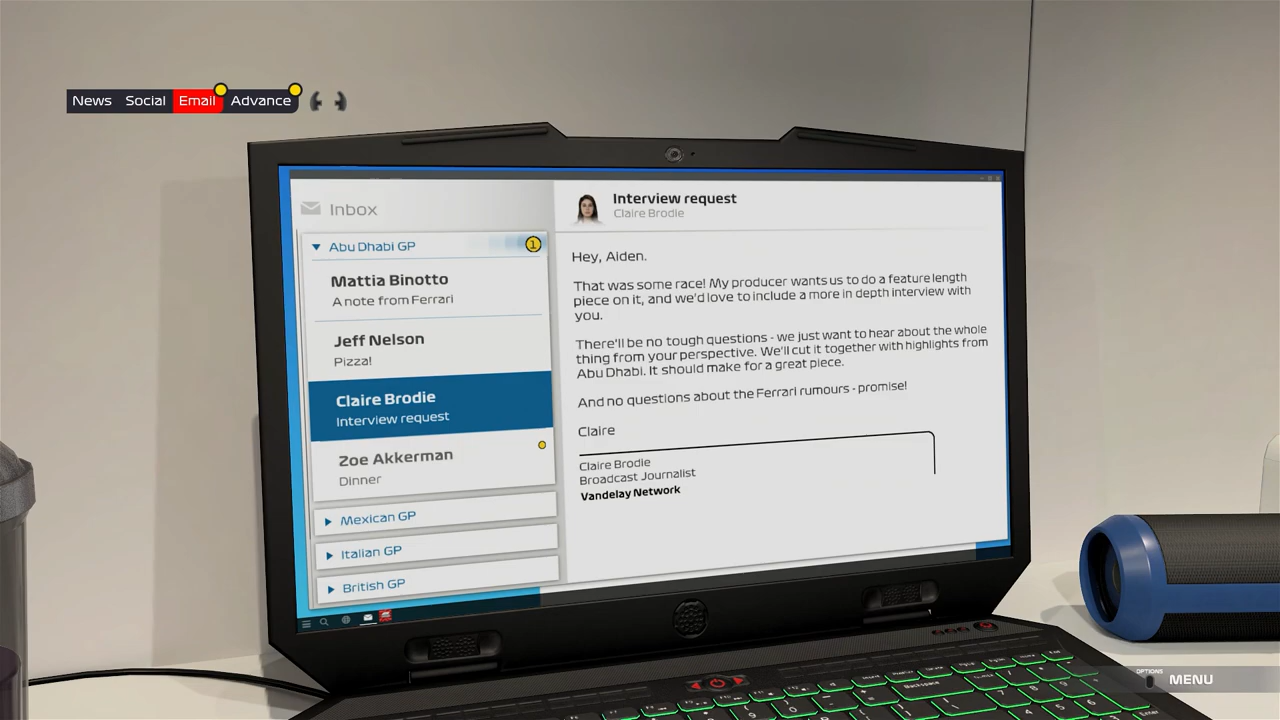 News Social Email Advance
Inbox
Abu Dhabi GP 1
Mattia Binotto
A note from Ferrari
Jeff Nelson
Pizza!
Claire Brodie
Interview request
Zoe Akkerman
Dinner
Mexican GP
Italian GP
British GP
Interview request
Claire Brodie
Hey, Aiden.
That was some race! My producer wants us to do a feature length
piece on it, and we'd love to include a more in depth interview with
you.
There'll be no tough questions - we just want to hear about the whole
thing from your perspective. We'll cut it together with highlights from
Abu Dhabi. It should make for a great piece.
And no questions about the Ferrari rumours - promise!
Claire
Claire Brodie
Broadcast Journalist
Vandelay Network
Backspace
Enter
OPTIONS
MENU